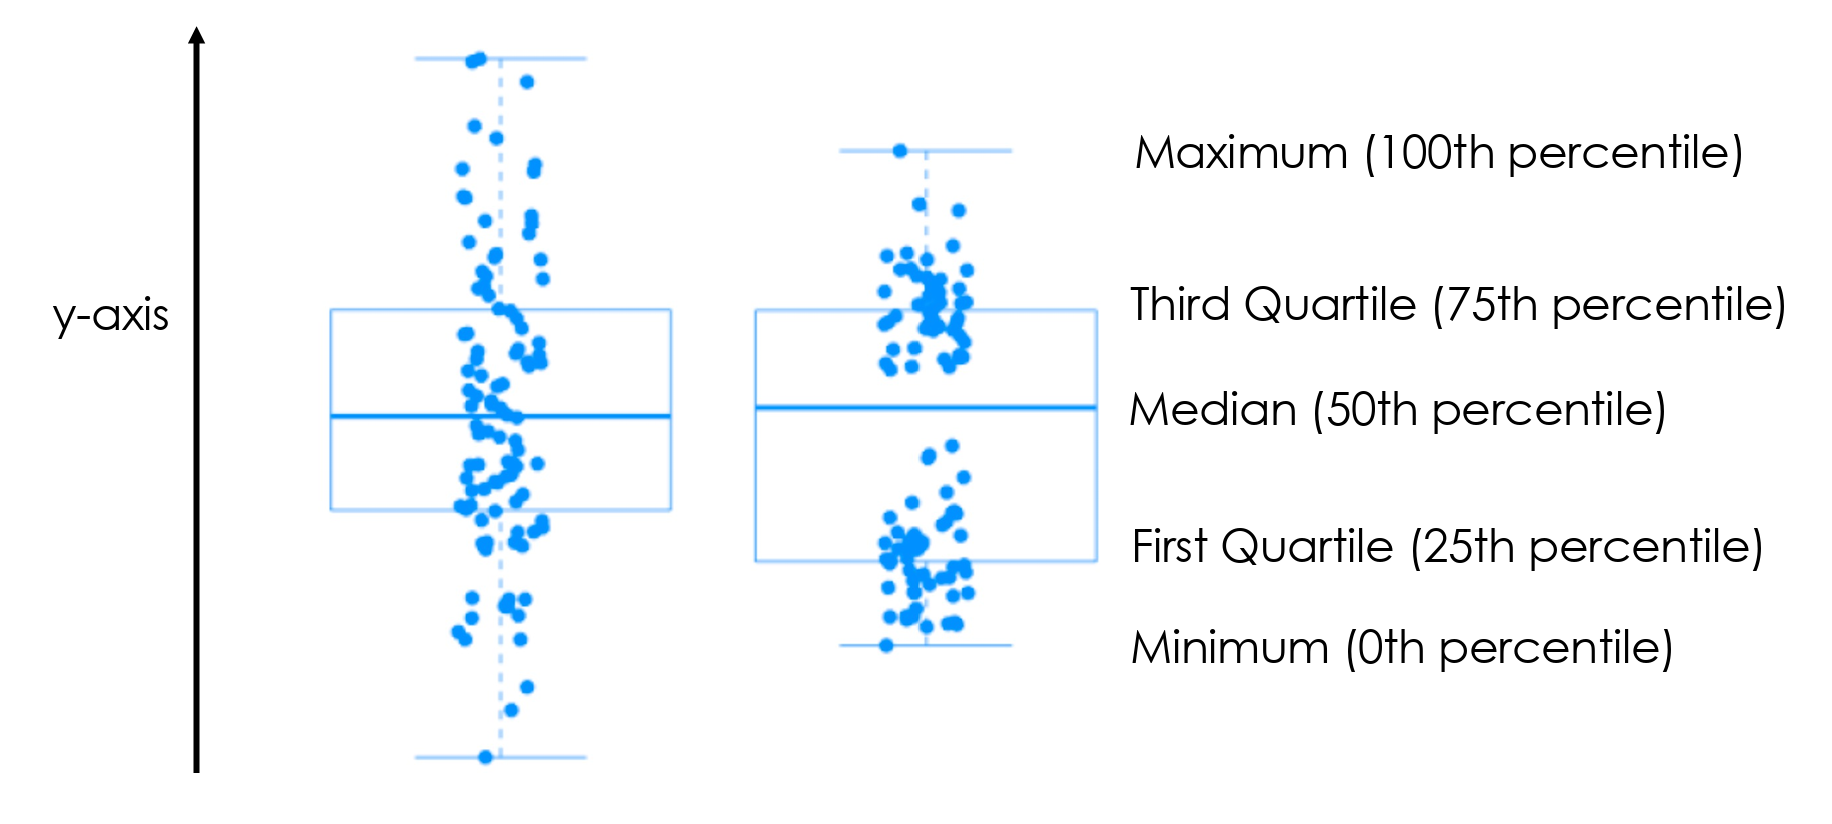 Maximum (100th percentile)
y-axis
Third Quartile (75th percentile)
Median (50th percentile)
First Quartile (25th percentile)
Minimum (0th percentile)